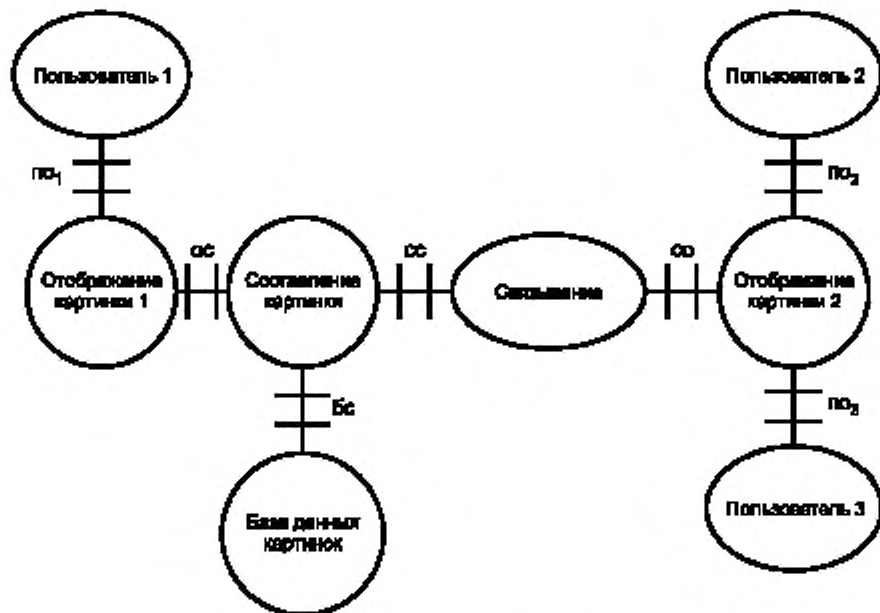 Пользователь 1
Пользователь 2
по₁
по₂
ос
сс
со
Отображение
картинки 1
Составление
картинки
Связывание
Отображение
картинки 2
бс
по₃
База данных
картинок
Пользователь 3